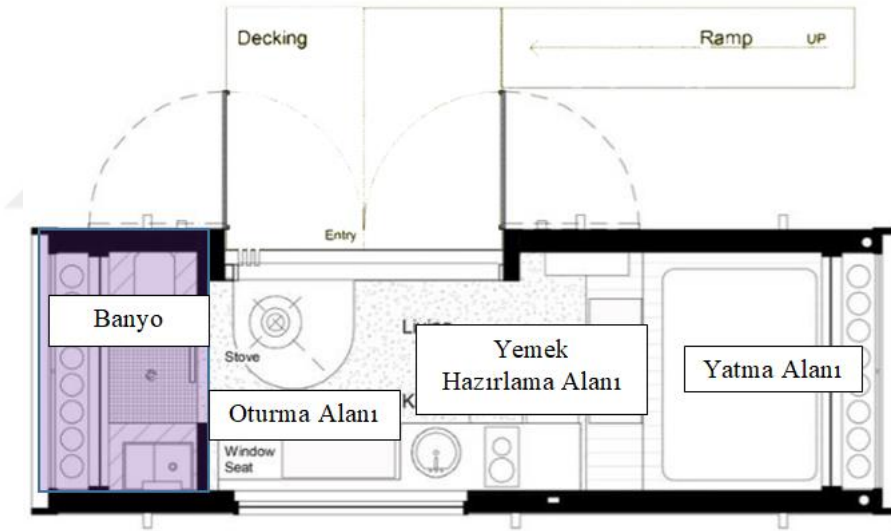 Decking
Ramp
UP
Entry
Banyo
Stove
Yemek
Hazırlama Alanı
Yatma Alanı
Oturma Alanı
Window
Seat